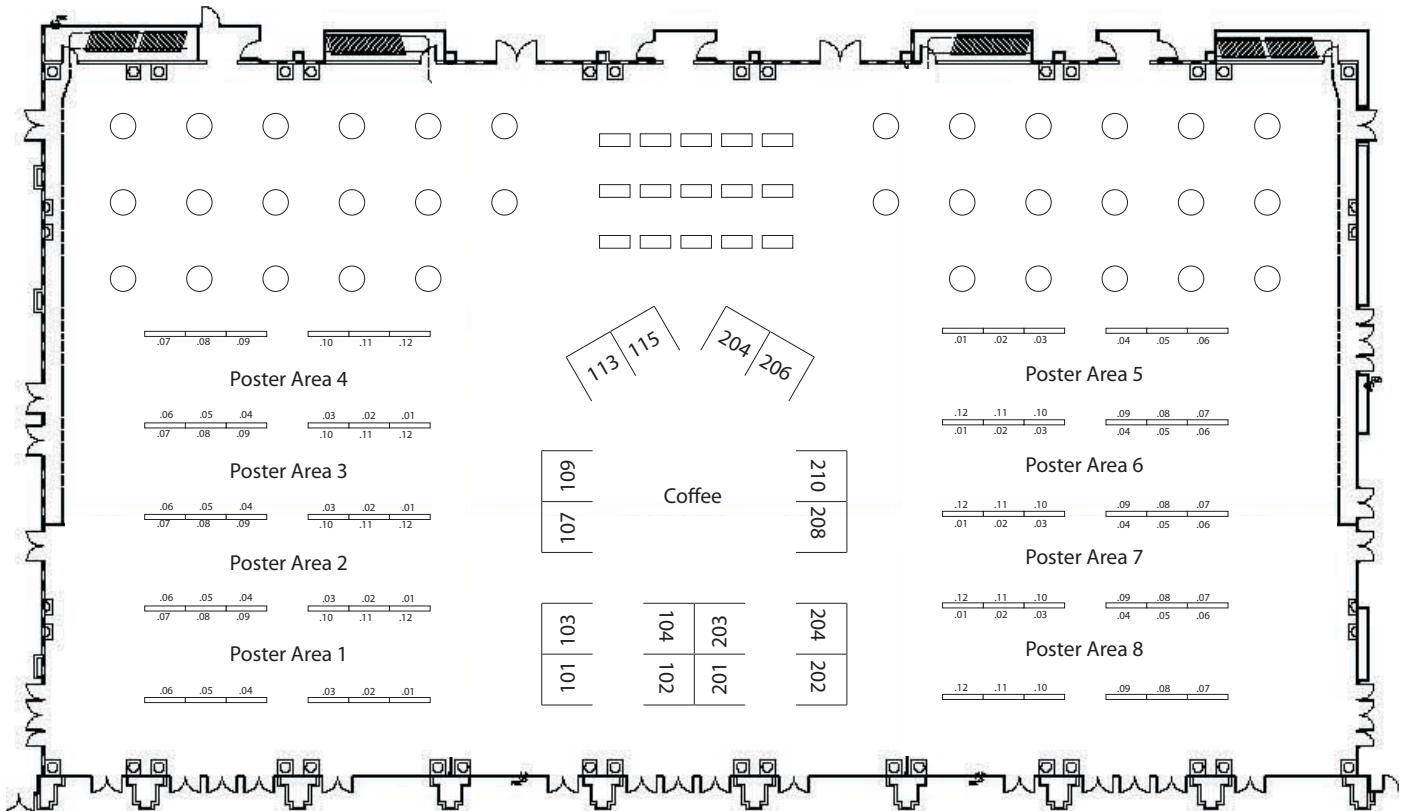 .07 .08 .09 .10 .11 .12
.01 .02 .03 .04 .05 .06
113 115
204 206
Poster Area 4
Poster Area 5
.06 .05 .04 .03 .02 .01
.07 .08 .09 .10 .11 .12
.12 .11 .10 .09 .08 .07
.01 .02 .03 .04 .05 .06
Poster Area 3
Poster Area 6
109
107
Coffee
210
208
.06 .05 .04 .03 .02 .01
.07 .08 .09 .10 .11 .12
.12 .11 .10 .09 .08 .07
.01 .02 .03 .04 .05 .06
Poster Area 2
Poster Area 7
.06 .05 .04 .03 .02 .01
.07 .08 .09 .10 .11 .12
.12 .11 .10 .09 .08 .07
.01 .02 .03 .04 .05 .06
103
104 203
204
Poster Area 1
Poster Area 8
101
102 201
202
.06 .05 .04 .03 .02 .01
.12 .11 .10 .09 .08 .07